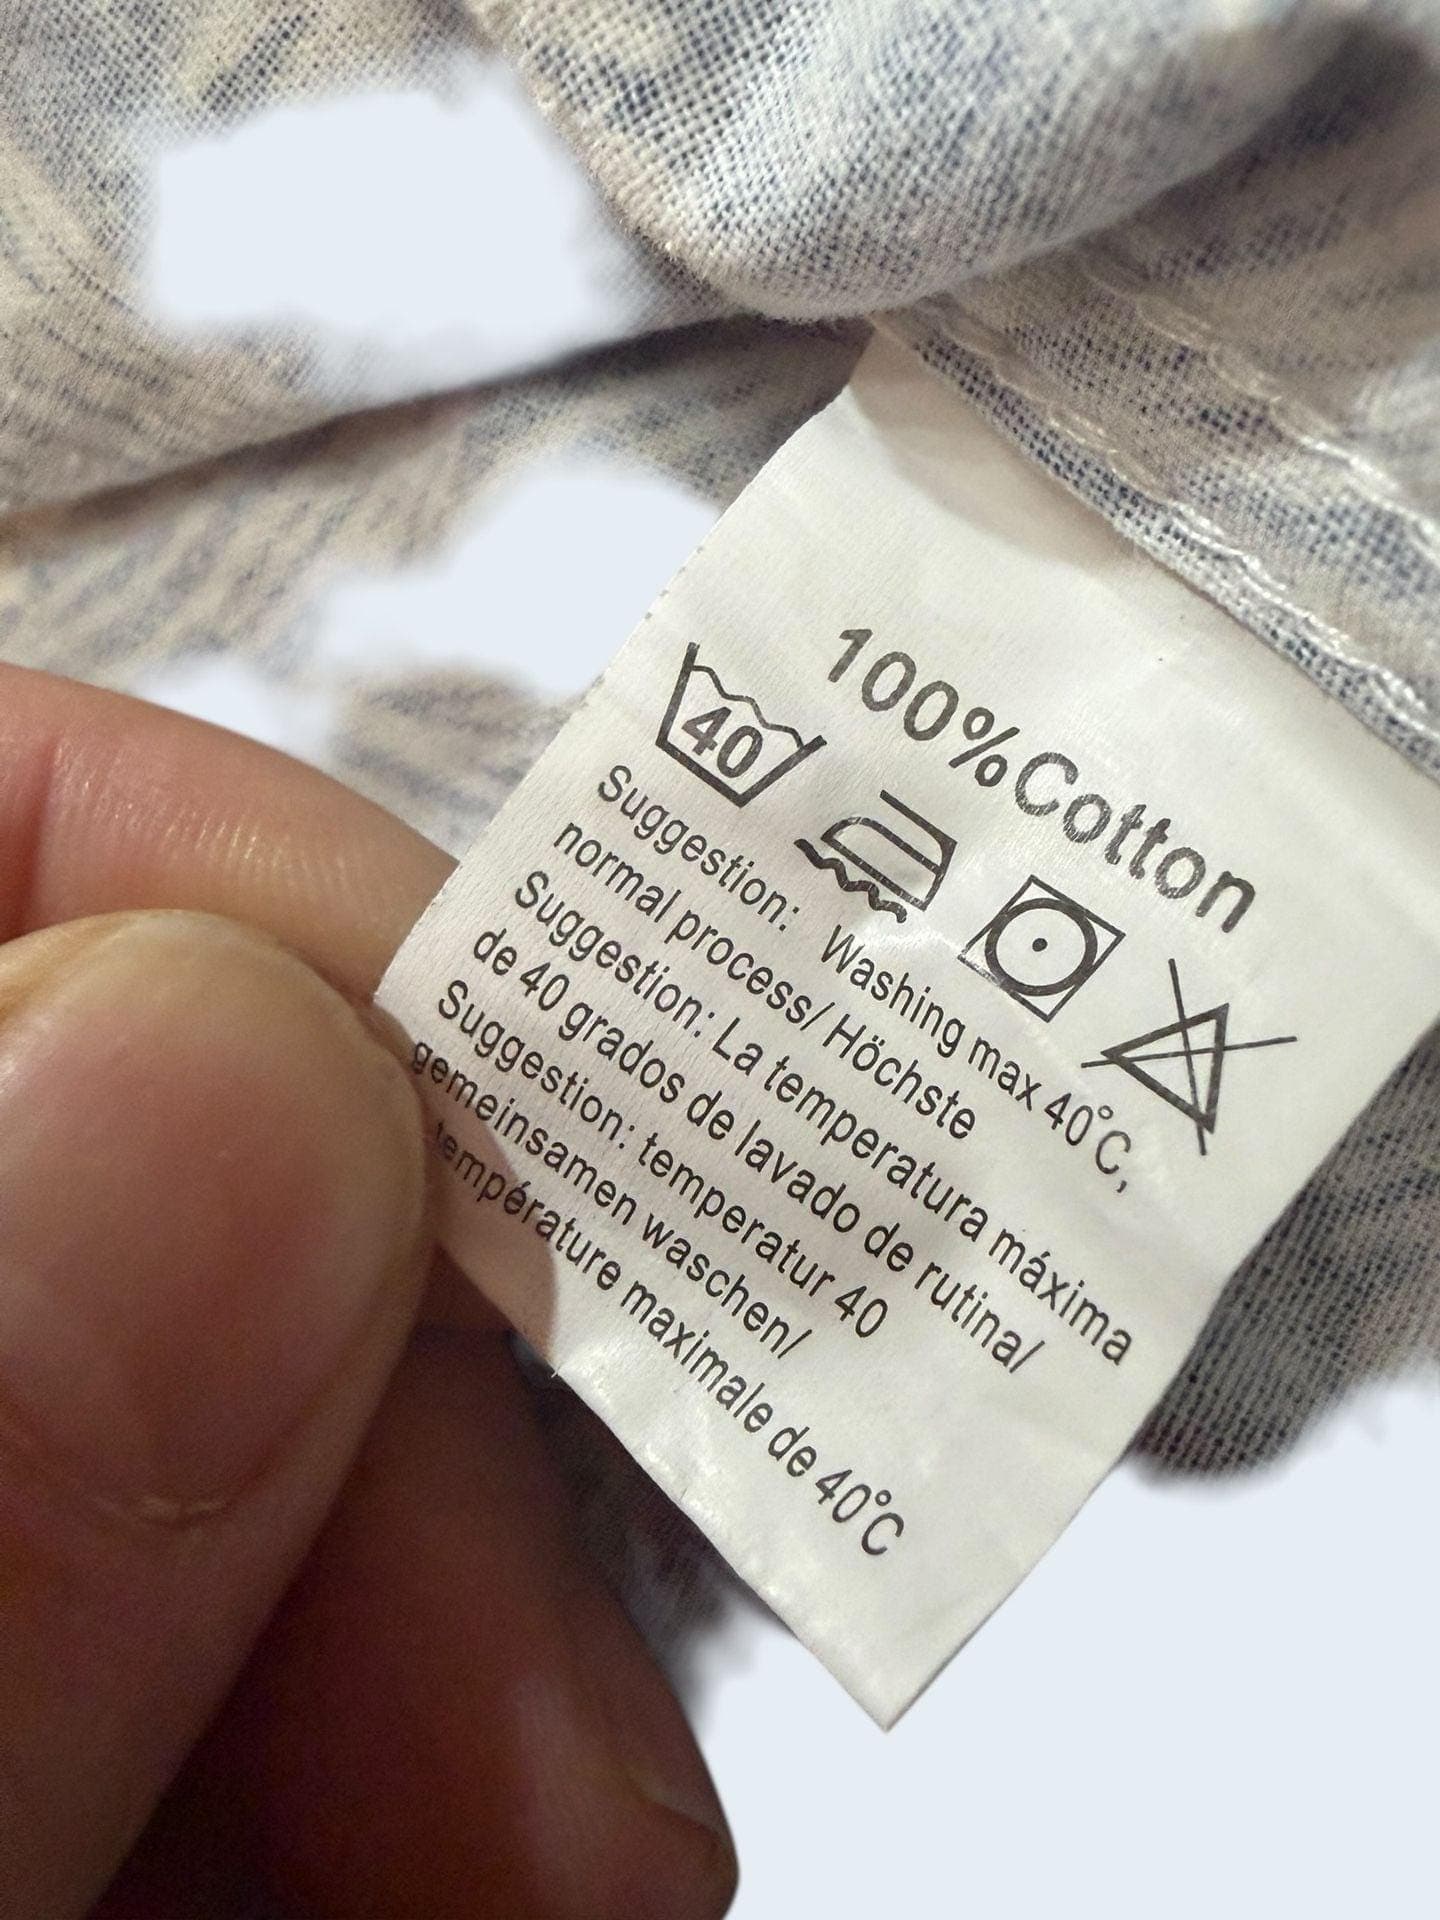 100%Cotton
40
Suggestion: Washing max 40°C,
normal process/ Höchste
Suggestion: La temperatura máxima
de 40 grados de lavado de rutina/
Suggestion: temperatur 40
gemeinsamen waschen/
température maximale de 40°C